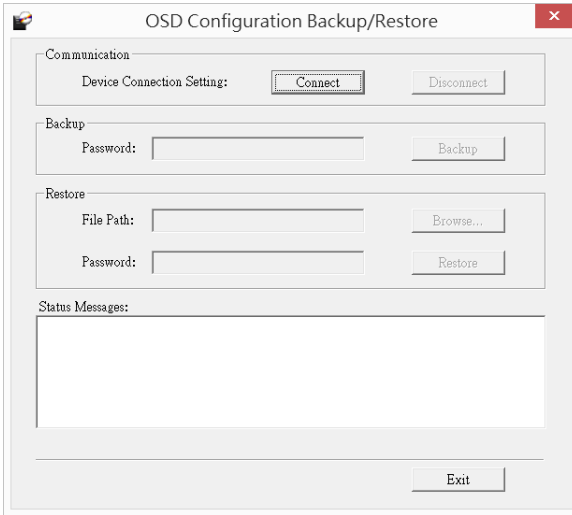 OSD Configuration Backup/Restore
Communication
Device Connection Setting: Connect Disconnect
Backup
Password: Backup
Restore
File Path: Browse...
Password: Restore
Status Messages:
Exit